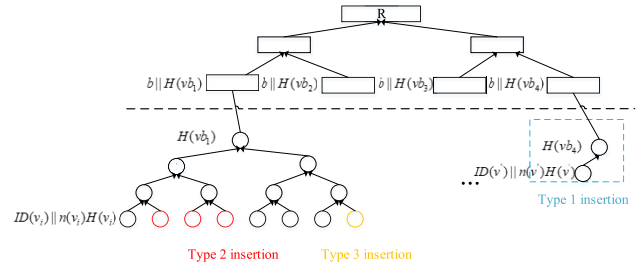 R
b || H(vb₁)
b || H(vb₂)
b || H(vb₃)
b || H(vb₄)
H(vb₁)
H(vb₄)
ID(v') || n(v')H(v')
...
Type 1 insertion
ID(vᵢ) || n(vᵢ)H(vᵢ)
Type 2 insertion
Type 3 insertion